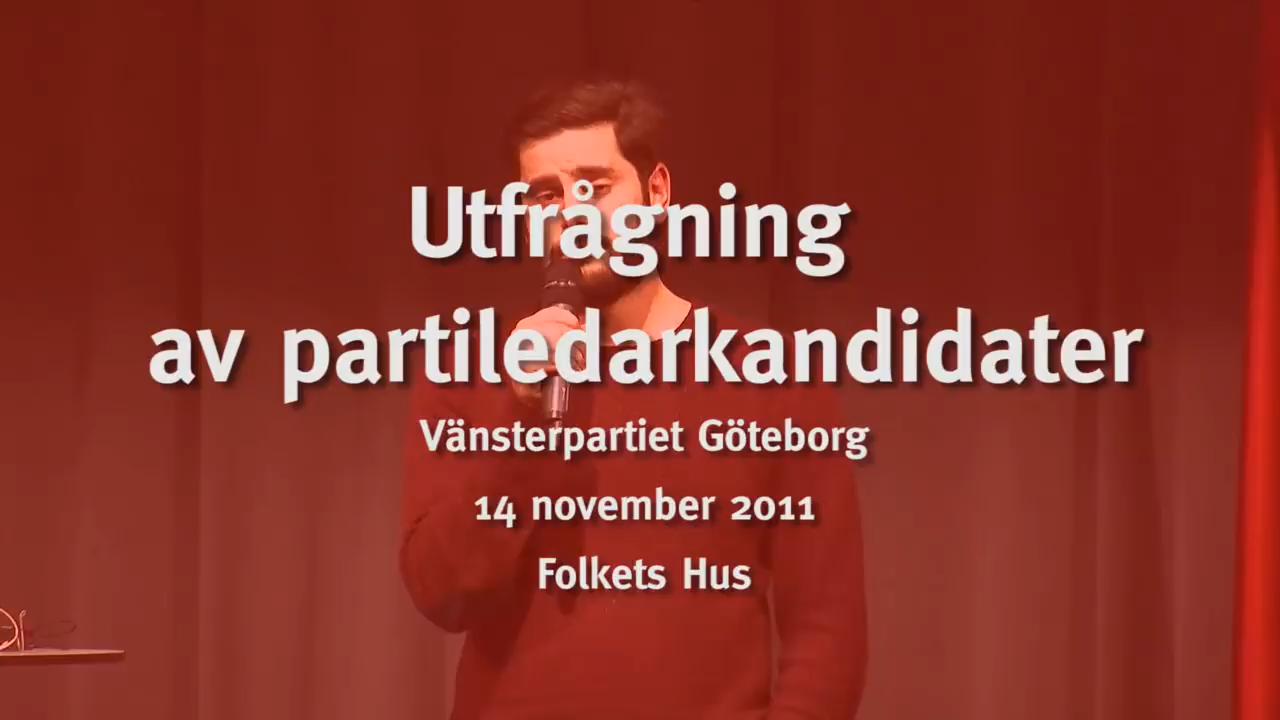 Utfrågning
av partiledarkandidater
Vänsterpartiet Göteborg
14 november 2011
Folkets Hus